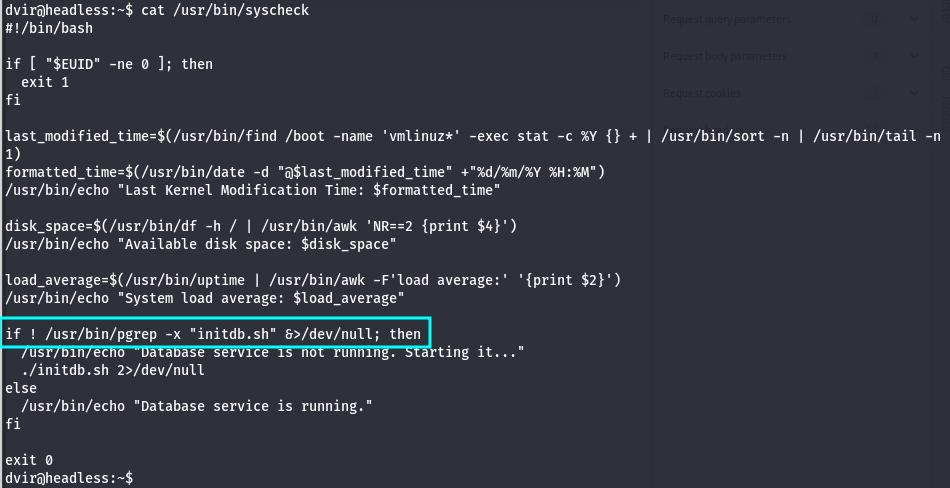 dvir@headless:~$ cat /usr/bin/syscheck
#!/bin/bash
if [ "$EUID" -ne 0 ]; then
  exit 1
fi
last_modified_time=$(/usr/bin/find /boot -name 'vmlinuz*' -exec stat -c %Y {} + | /usr/bin/sort -n | /usr/bin/tail -n
1)
formatted_time=$(/usr/bin/date -d "@$last_modified_time" +"%d/%m/%Y %H:%M")
/usr/bin/echo "Last Kernel Modification Time: $formatted_time"
disk_space=$(/usr/bin/df -h / | /usr/bin/awk 'NR==2 {print $4}')
/usr/bin/echo "Available disk space: $disk_space"
load_average=$(/usr/bin/uptime | /usr/bin/awk -F'load average:' '{print $2}')
/usr/bin/echo "System load average: $load_average"
if ! /usr/bin/pgrep -x "initdb.sh" &>/dev/null; then
  /usr/bin/echo "Database service is not running. Starting it..."
  ./initdb.sh 2>/dev/null
else
  /usr/bin/echo "Database service is running."
fi
exit 0
dvir@headless:~$
Request query parameters
Request body parameters
Request cookies